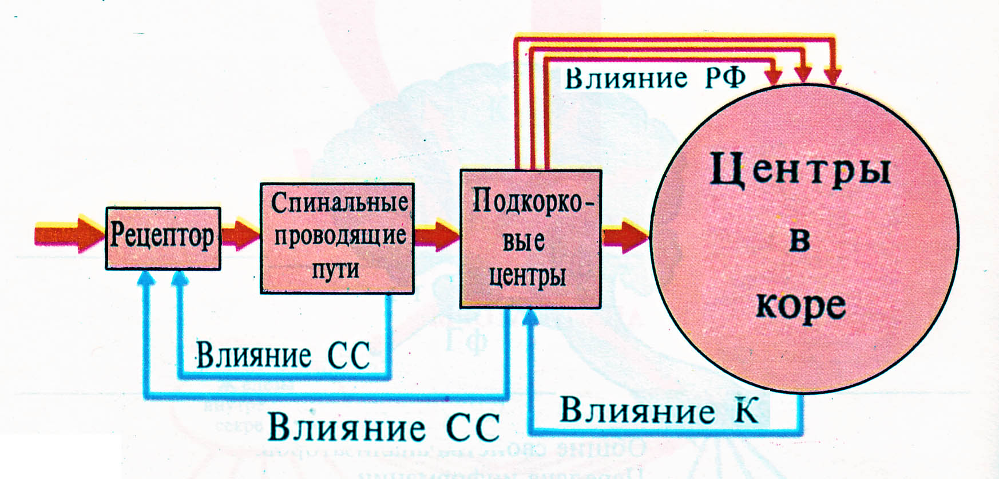 Влияние РФ
Рецептор
Спинальные
проводящие
пути
Подкорко-
вые
центры
Центры
в
коре
Влияние СС
Влияние СС
Влияние К